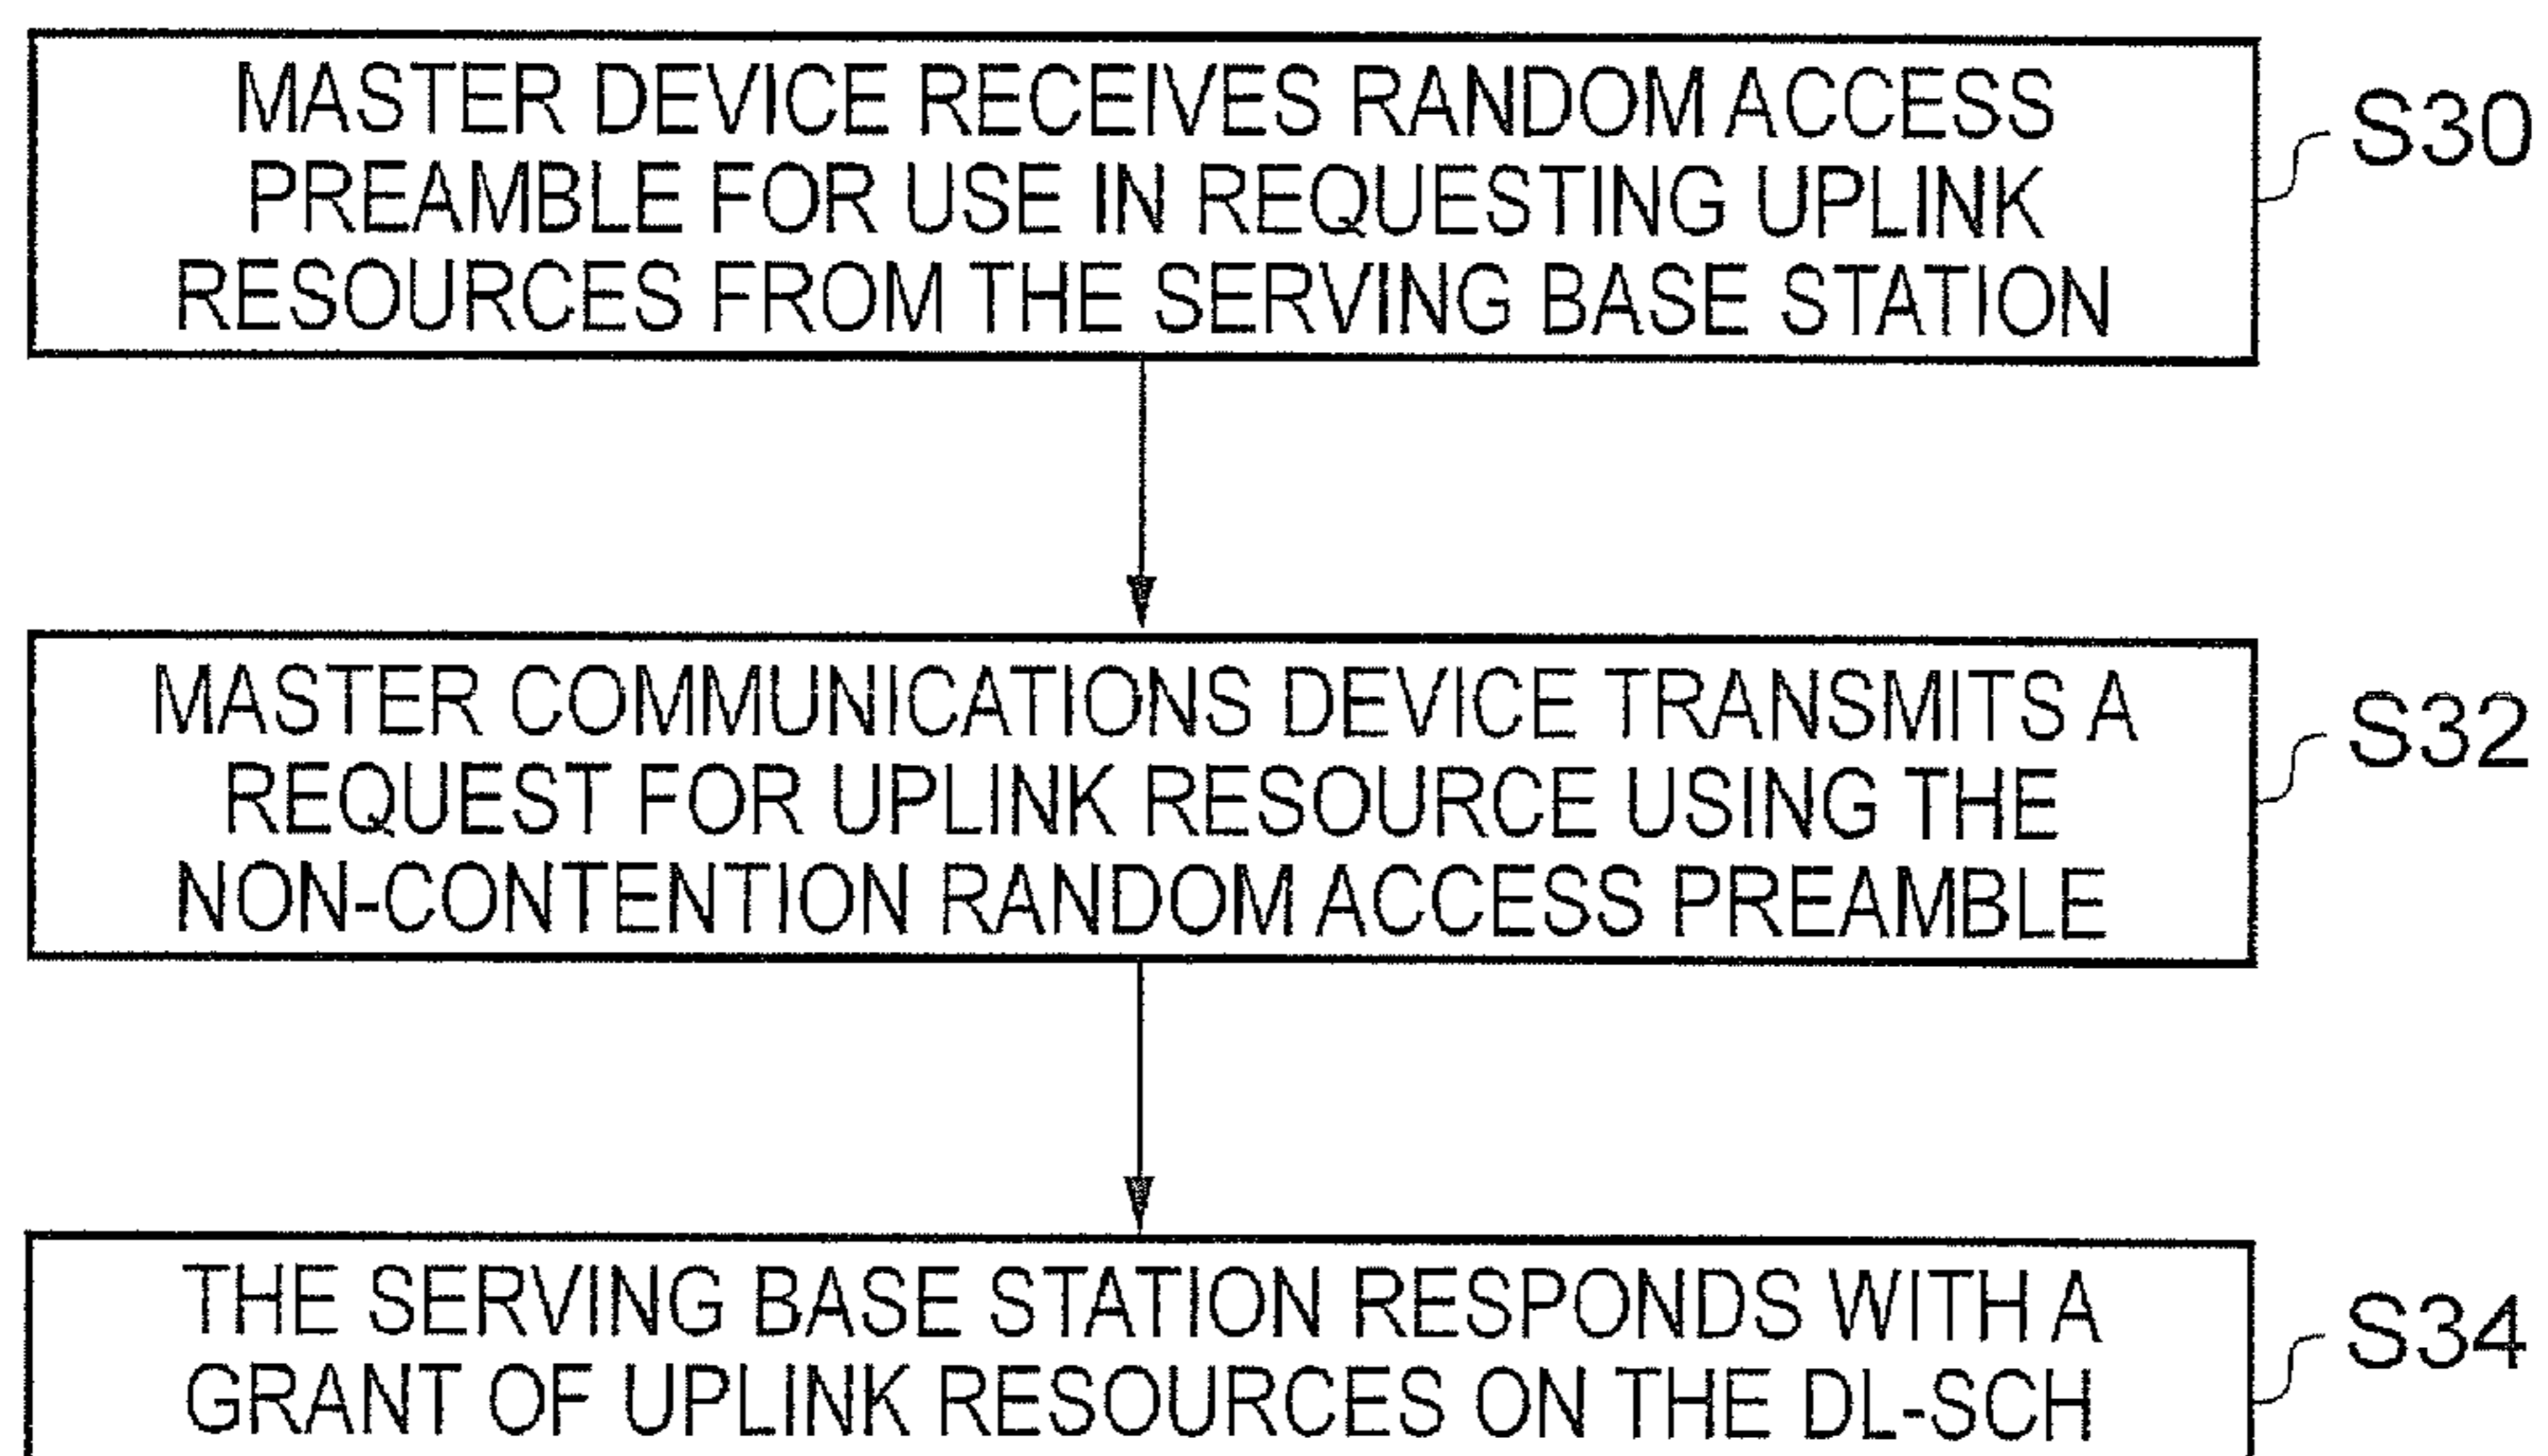 MASTER DEVICE RECEIVES RANDOM ACCESS
PREAMBLE FOR USE IN REQUESTING UPLINK
RESOURCES FROM THE SERVING BASE STATION
S30
MASTER COMMUNICATIONS DEVICE TRANSMITS A
REQUEST FOR UPLINK RESOURCE USING THE
NON-CONTENTION RANDOM ACCESS PREAMBLE
S32
THE SERVING BASE STATION RESPONDS WITH A
GRANT OF UPLINK RESOURCES ON THE DL-SCH
S34